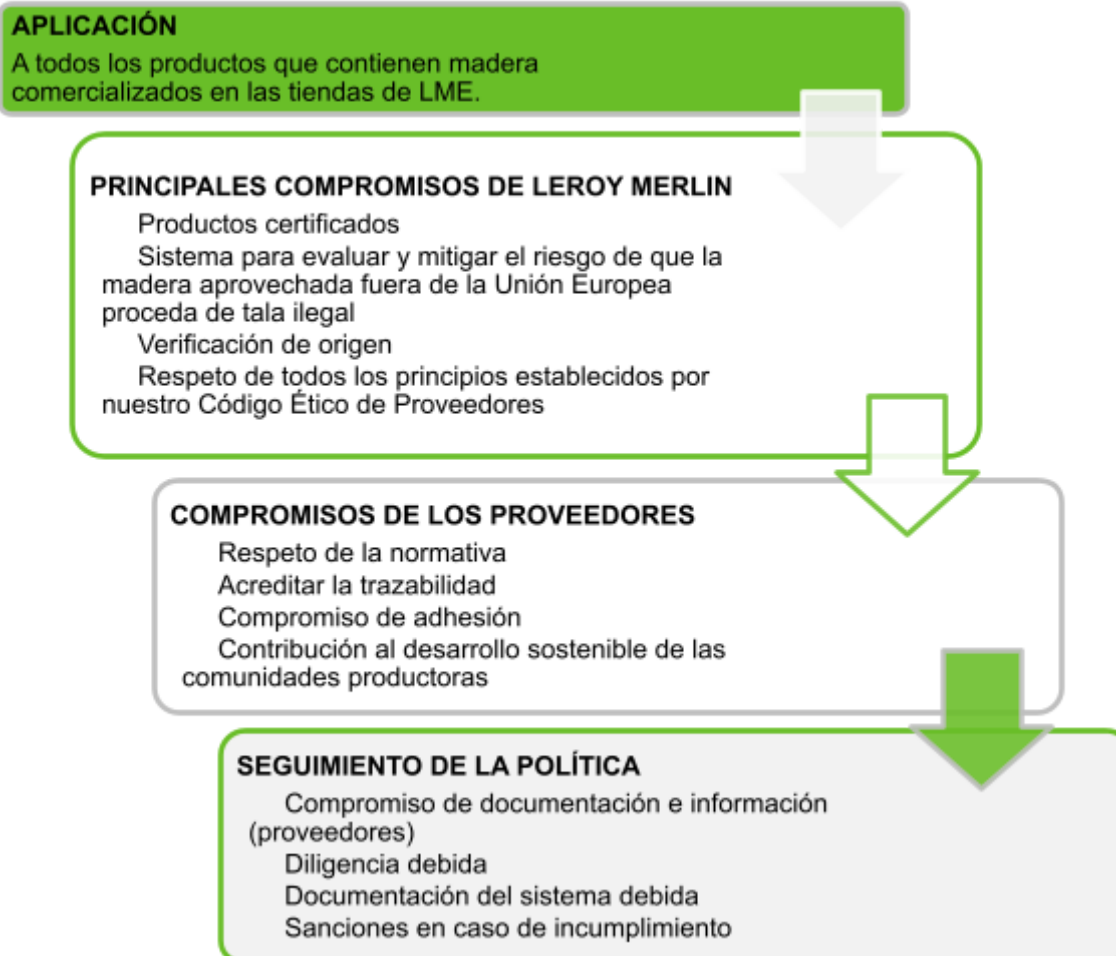 APLICACIÓN
A todos los productos que contienen madera
comercializados en las tiendas de LME.
PRINCIPALES COMPROMISOS DE LEROY MERLIN
Productos certificados
Sistema para evaluar y mitigar el riesgo de que la
madera aprovechada fuera de la Unión Europea
proceda de tala ilegal
Verificación de origen
Respeto de todos los principios establecidos por
nuestro Código Ético de Proveedores
COMPROMISOS DE LOS PROVEEDORES
Respeto de la normativa
Acreditar la trazabilidad
Compromiso de adhesión
Contribución al desarrollo sostenible de las
comunidades productoras
SEGUIMIENTO DE LA POLÍTICA
Compromiso de documentación e información
(proveedores)
Diligencia debida
Documentación del sistema debida
Sanciones en caso de incumplimiento